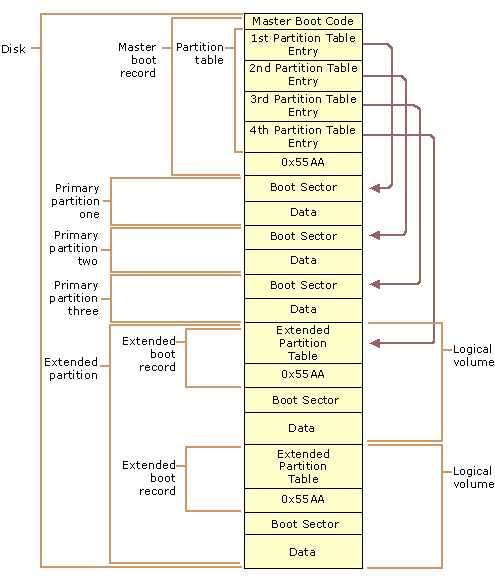 Master Boot Code
1st Partition Table
Entry
2nd Partition Table
Entry
3rd Partition Table
Entry
4th Partition Table
Entry
0x55AA
Boot Sector
Data
Boot Sector
Data
Boot Sector
Data
Extended
Partition
Table
0x55AA
Boot Sector
Data
Extended
Partition
Table
0x55AA
Boot Sector
Data
Disk
Master
boot
record
Partition
table
Primary
partition
one
Primary
partition
two
Primary
partition
three
Extended
partition
Extended
boot
record
Extended
boot
record
Logical
volume
Logical
volume